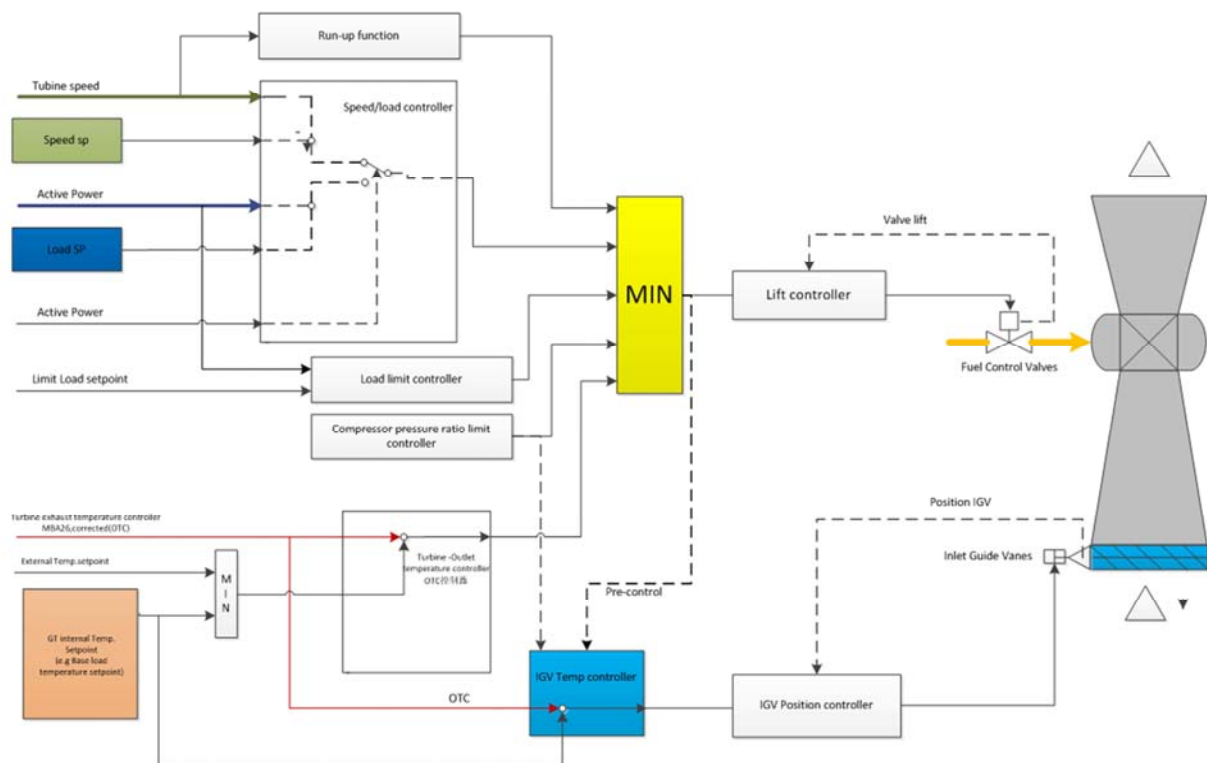 Run-up function
Tubine speed
Speed/load controller
Speed sp
Active Power
Load SP
Active Power
Limit Load setpoint
Load limit controller
Compressor pressure ratio limit
controller
MIN
Valve lift
Lift controller
Fuel Control Valves
Turbine exhaust temperature controller
MBA26,corrected(OTC)
External Temp.setpoint
M
I
N
Turbine -Outlet
temperature controller
GT internal Temp.
Setpoint
(e.g Base load
temperature setpoint)
Pre-control
OTC
IGV Temp controller
Position IGV
Inlet Guide Vanes
IGV Position controller